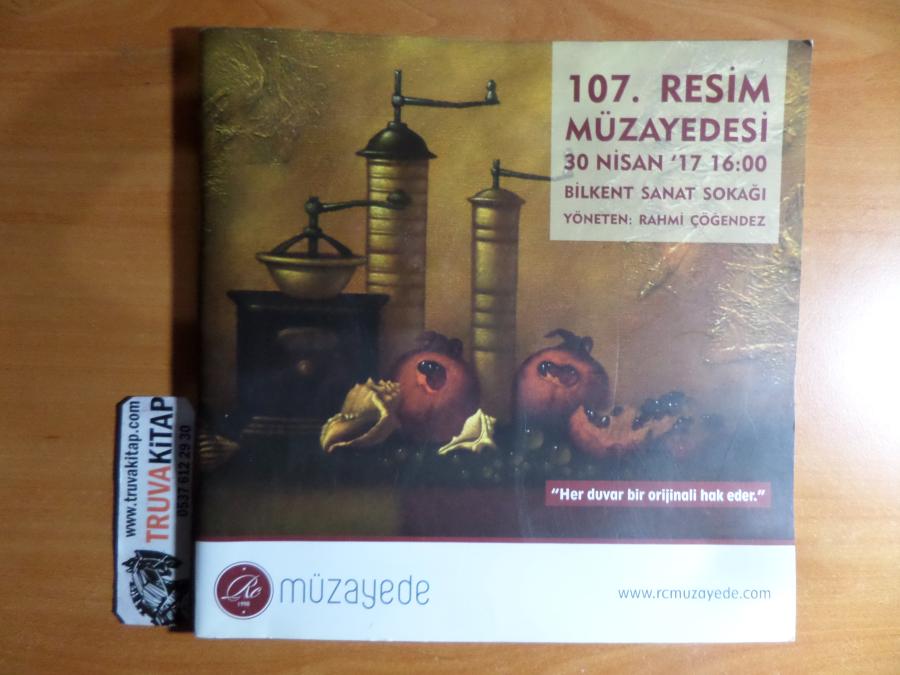 107. RESİM
MÜZAYEDESİ
30 NİSAN '17 16:00
BİLKENT SANAT SOKAĞI
YÖNETEN: RAHMİ ÇÖĞENDEZ
"Her duvar bir orijinali hak eder."
Rc
1998
müzayede
www.rcmuzayede.com
www.truvakitap.com
TRUVAKİTAP
0537 612 29 30